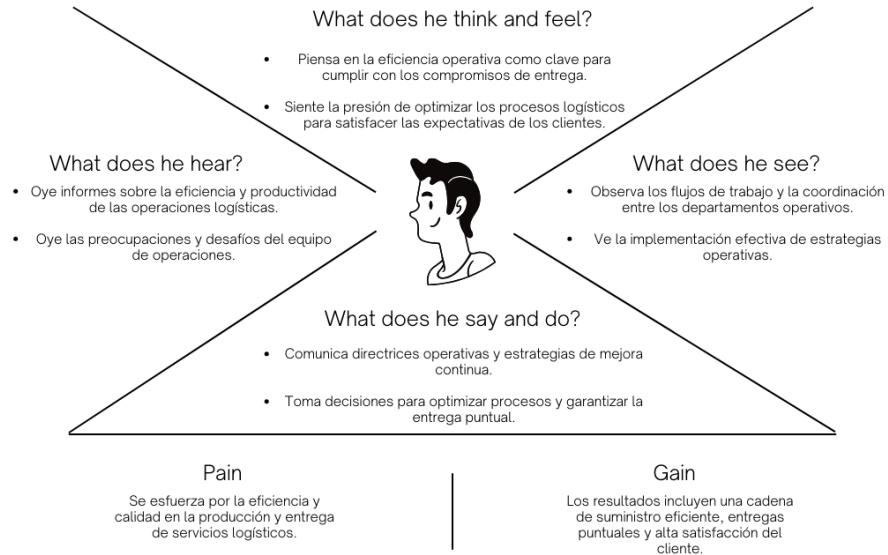 What does he think and feel?
• Piensa en la eficiencia operativa como clave para
cumplir con los compromisos de entrega.
• Siente la presión de optimizar los procesos logísticos
para satisfacer las expectativas de los clientes.
What does he hear?
• Oye informes sobre la eficiencia y productividad
de las operaciones logísticas.
• Oye las preocupaciones y desafíos del equipo
de operaciones.
What does he see?
• Observa los flujos de trabajo y la coordinación
entre los departamentos operativos.
• Ve la implementación efectiva de estrategias
operativas.
What does he say and do?
• Comunica directrices operativas y estrategias de mejora
continua.
• Toma decisiones para optimizar procesos y garantizar la
entrega puntual.
Pain
Se esfuerza por la eficiencia y
calidad en la producción y entrega
de servicios logísticos.
Gain
Los resultados incluyen una cadena
de suministro eficiente, entregas
puntuales y alta satisfacción del
cliente.